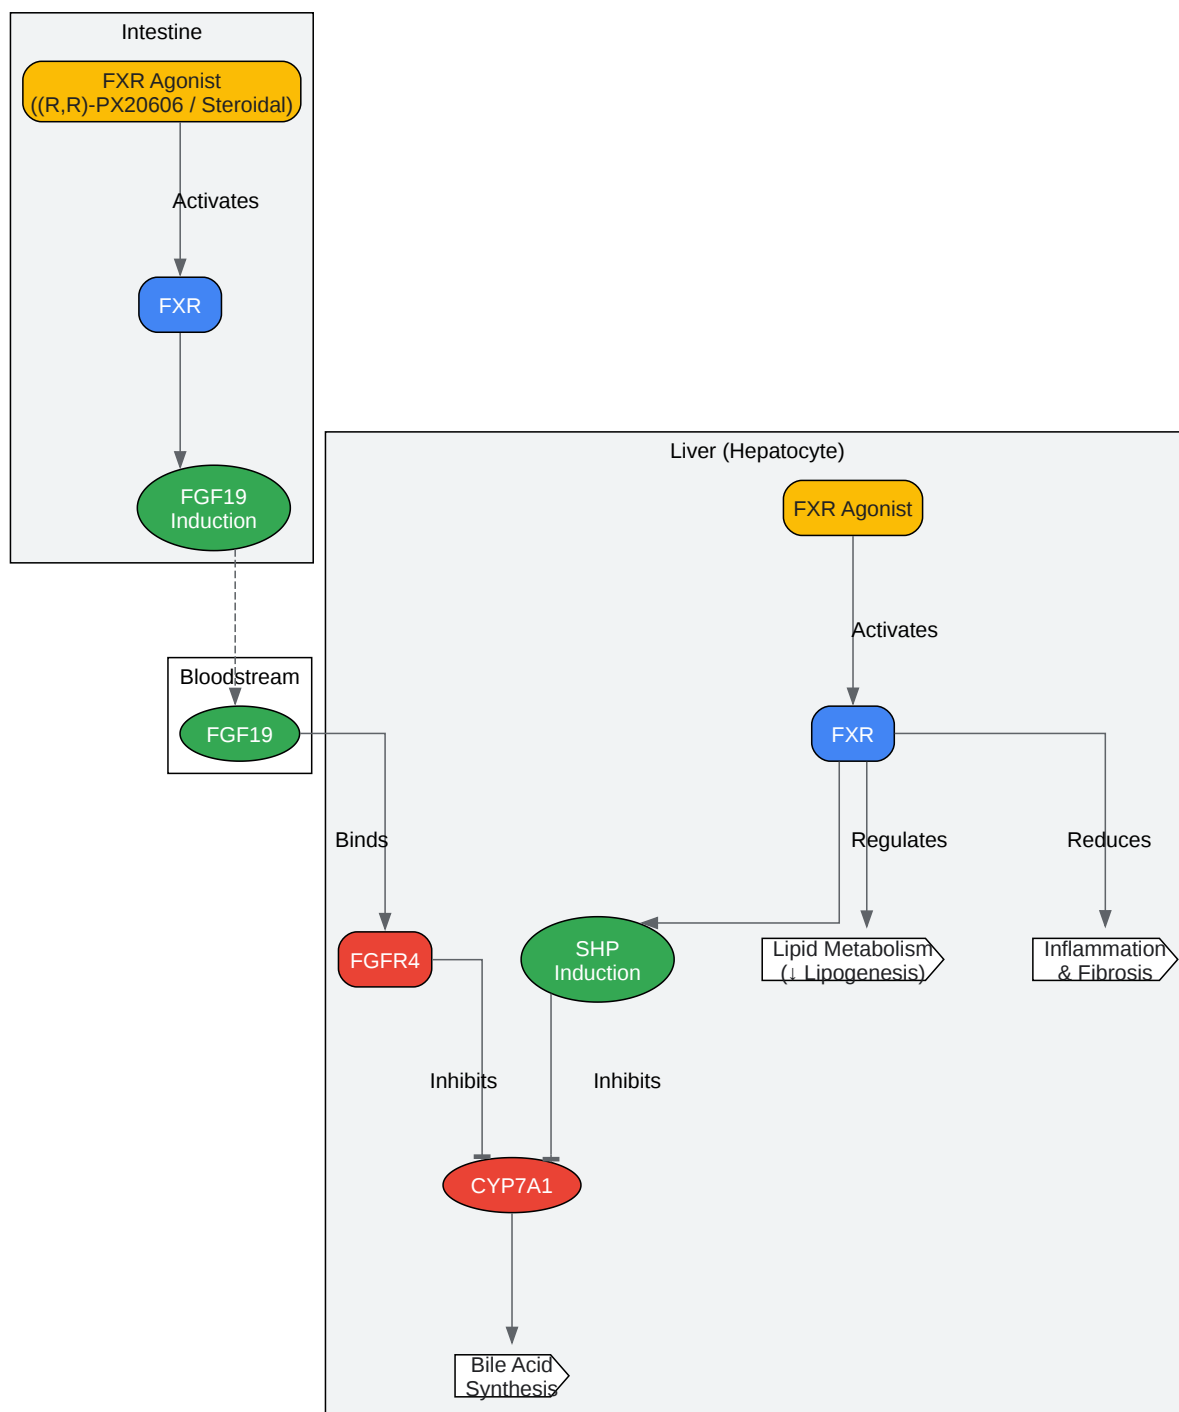 Intestine
FXR Agonist
((R,R)-PX20606 / Steroidal)
Activates
FXR
FGF19
Induction
Bloodstream
FGF19
Liver (Hepatocyte)
FXR Agonist
Activates
FXR
Binds
Regulates
Reduces
FGFR4
SHP
Induction
Lipid Metabolism
(↓ Lipogenesis)
Inflammation
& Fibrosis
Inhibits
Inhibits
CYP7A1
Bile Acid
Synthesis